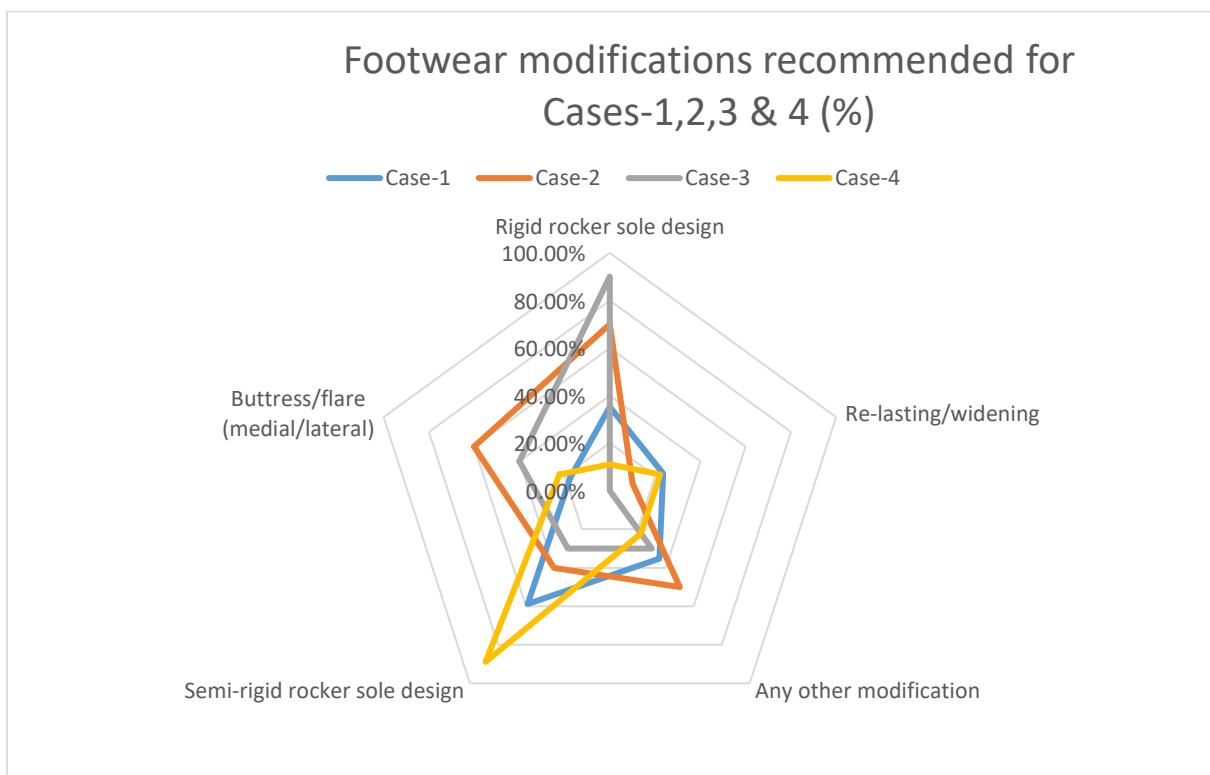 Footwear modifications recommended for
Cases-1,2,3 & 4 (%)
Case-1 Case-2 Case-3 Case-4
Rigid rocker sole design
100.00%
80.00%
60.00%
40.00%
20.00%
0.00%
Re-lasting/widening
Buttress/flare
(medial/lateral)
Semi-rigid rocker sole design
Any other modification